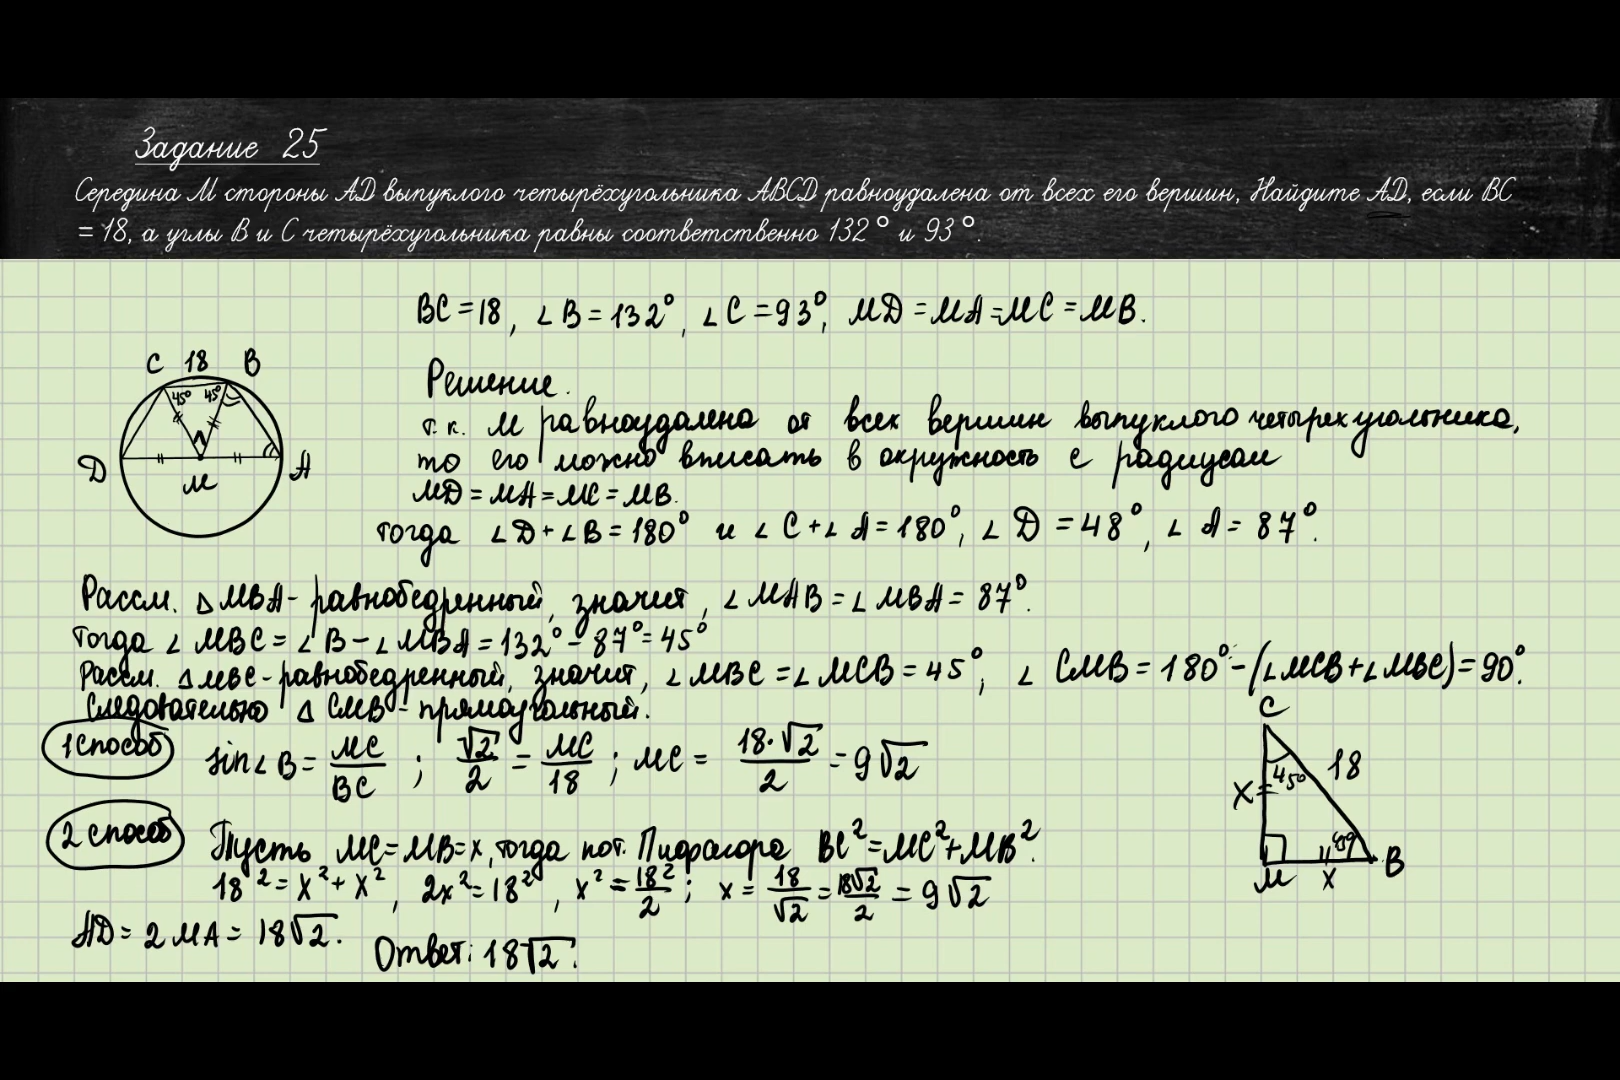 Задание 25
Середина М стороны AD выпуклого четырёхугольника ABCD равноудалена от всех его вершин, Найдите AD, если BC
= 18, а углы B и C четырёхугольника равны соответственно 132° и 93°.
BC = 18, ∠B = 132°, ∠C = 93°, MD = MA = MC = MB.
C 18 B
45° 45°
D M A
Решение.
т.к. M равноудалена от всех вершин выпуклого четырехугольника,
то его можно вписать в окружность с радиусом
MD = MA = MC = MB.
тогда ∠D + ∠B = 180° и ∠C + ∠A = 180°, ∠D = 48°, ∠A = 87°.
Рассм. △MBA - равнобедренный, значит, ∠MAB = ∠MBA = 87°.
Тогда ∠MBC = ∠B - ∠MBA = 132° - 87° = 45°
Рассм. △MBC - равнобедренный, значит, ∠MBC = ∠MCB = 45°, ∠CMB = 180° - (∠MCB + ∠MBC) = 90°.
Следовательно △CMB - прямоугольный.
1 способ sin∠B = MC/BC ; √2/2 = MC/18 ; MC = 18·√2/2 = 9√2
2 способ Пусть MC = MB = x, тогда по т. Пифагора BC² = MC² + MB².
18² = x² + x², 2x² = 18², x² = 18²/2 ; x = 18/√2 = 18√2/2 = 9√2
AD = 2MA = 18√2.
Ответ: 18√2.
C
45° 18
x
45°
M x B